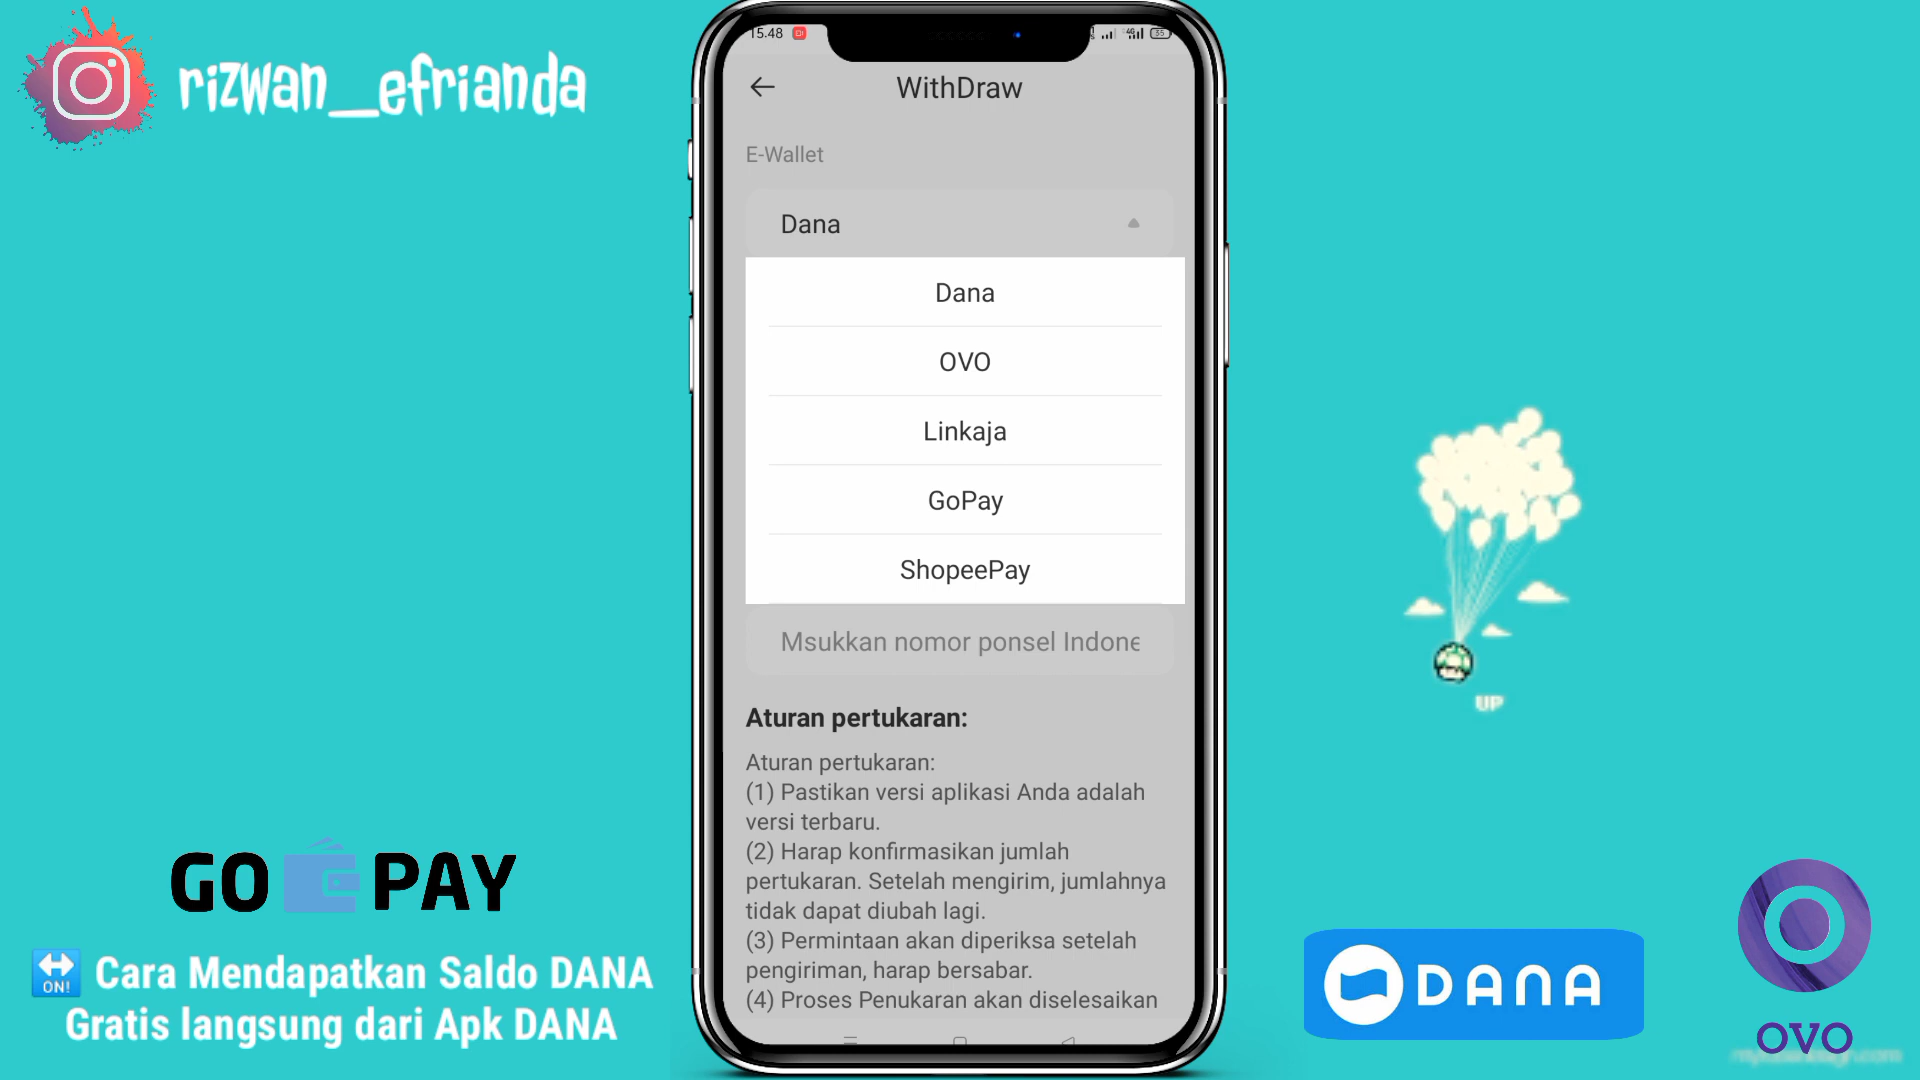 rizwan__efrianda
15.48
35
WithDraw
E-Wallet
Dana
Dana
OVO
Linkaja
GoPay
ShopeePay
Msukkan nomor ponsel Indone
Aturan pertukaran:
Aturan pertukaran:
(1) Pastikan versi aplikasi Anda adalah
versi terbaru.
(2) Harap konfirmasikan jumlah
pertukaran. Setelah mengirim, jumlahnya
tidak dapat diubah lagi.
(3) Permintaan akan diperiksa setelah
pengiriman, harap bersabar.
(4) Proses Penukaran akan diselesaikan
UP
GO PAY
ON!
Cara Mendapatkan Saldo DANA
Gratis langsung dari Apk DANA
DANA
OVO